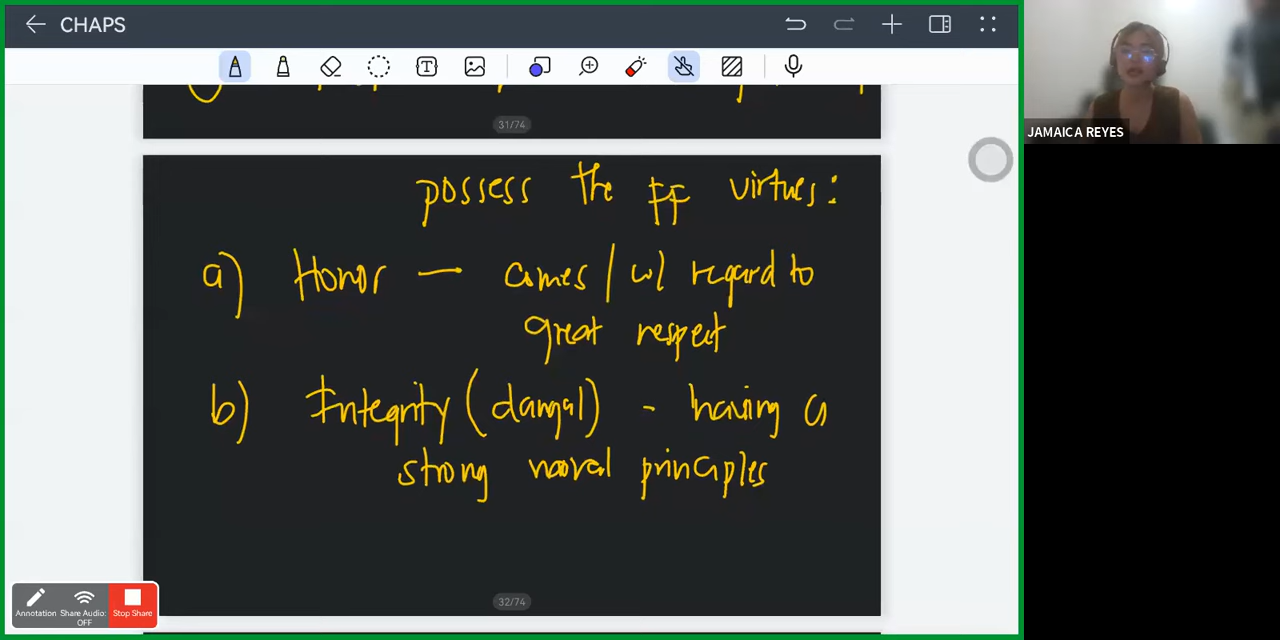 CHAPS
JAMAICA REYES
31/74
possess the ff virtues:
a) Honor — comes / w/ regard to
great respect
b) Integrity (dangal) - having a
strong moral principles
32/74
Annotation
Share Audio:
OFF
Stop Share